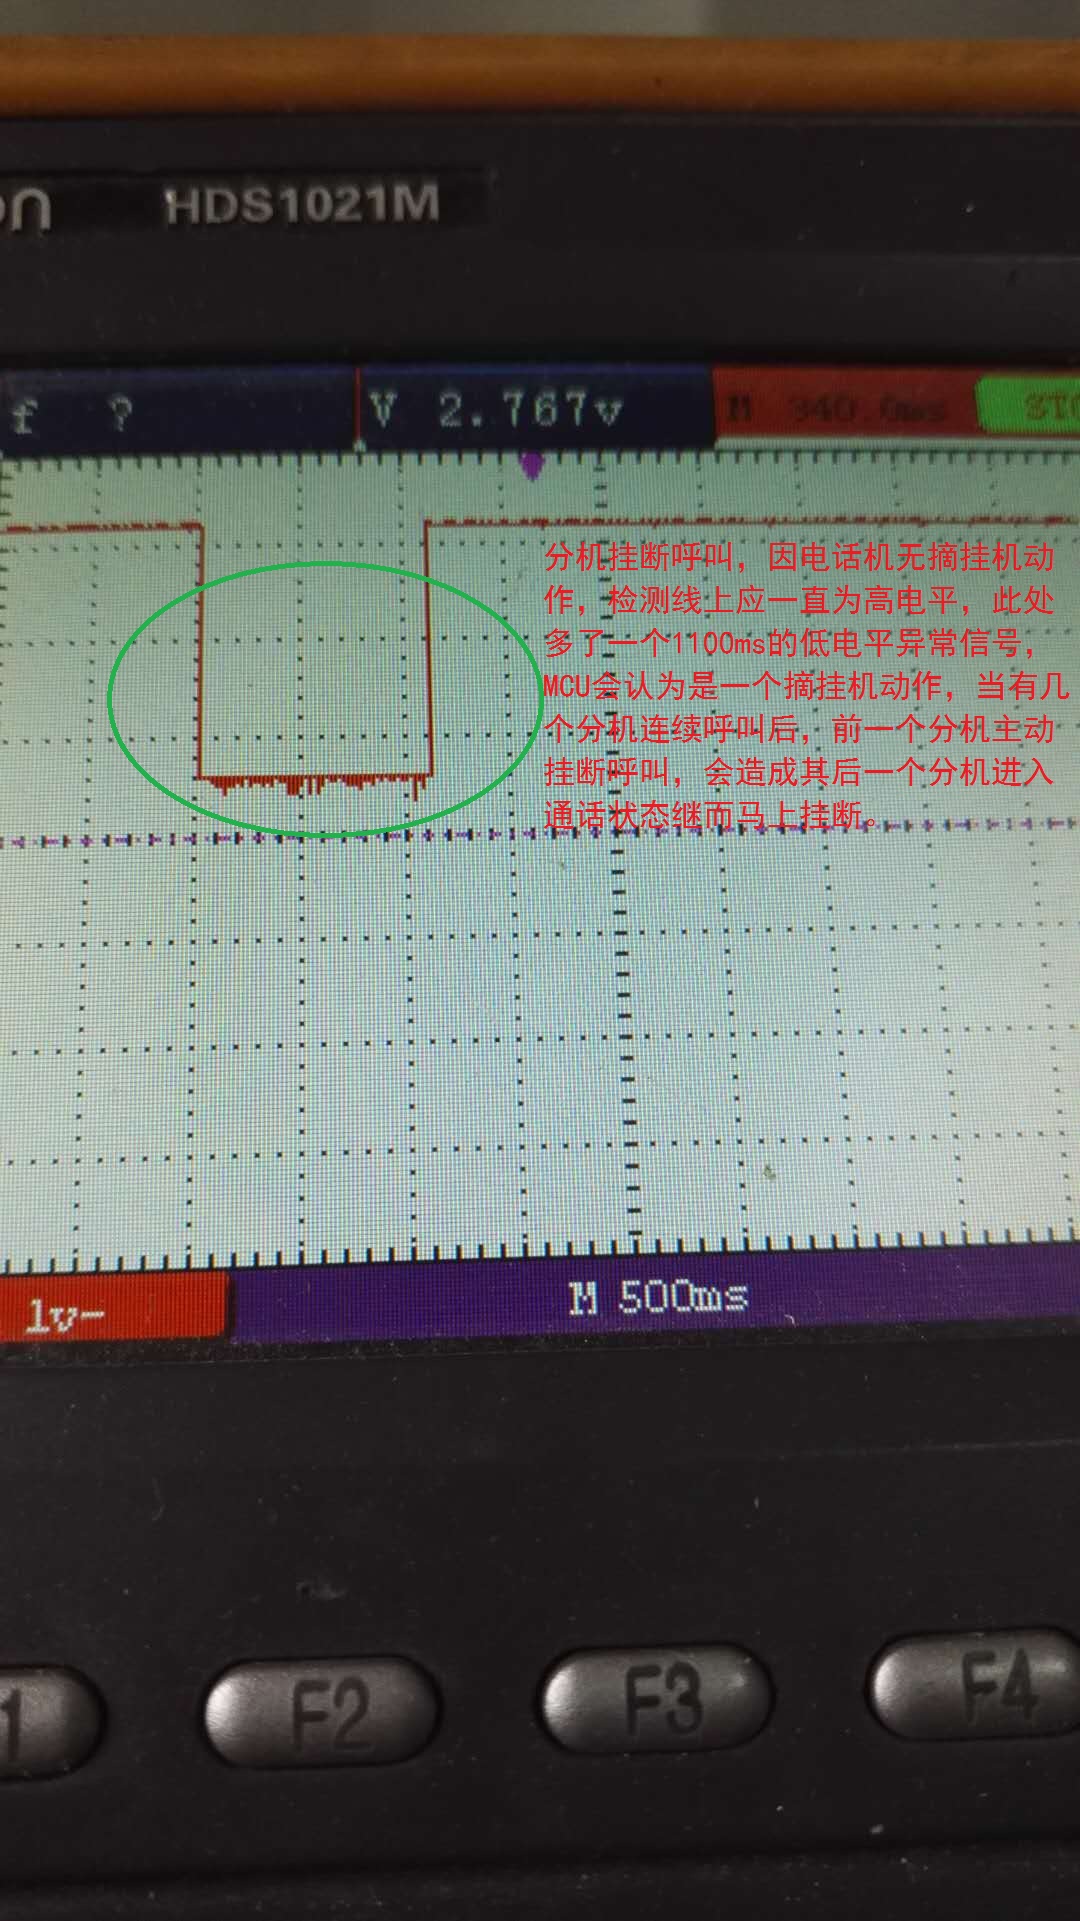 on HDS1021M
f ? V 2.767v M 340.0ms STO
分机挂断呼叫，因电话机无摘挂机动
作，检测线上应一直为高电平，此处
多了一个1100ms的低电平异常信号，
MCU会认为是一个摘挂机动作，当有几
个分机连续呼叫后，前一个分机主动
挂断呼叫，会造成其后一个分机进入
通话状态继而马上挂断。
1v- M 500ms
1 F2 F3 F4